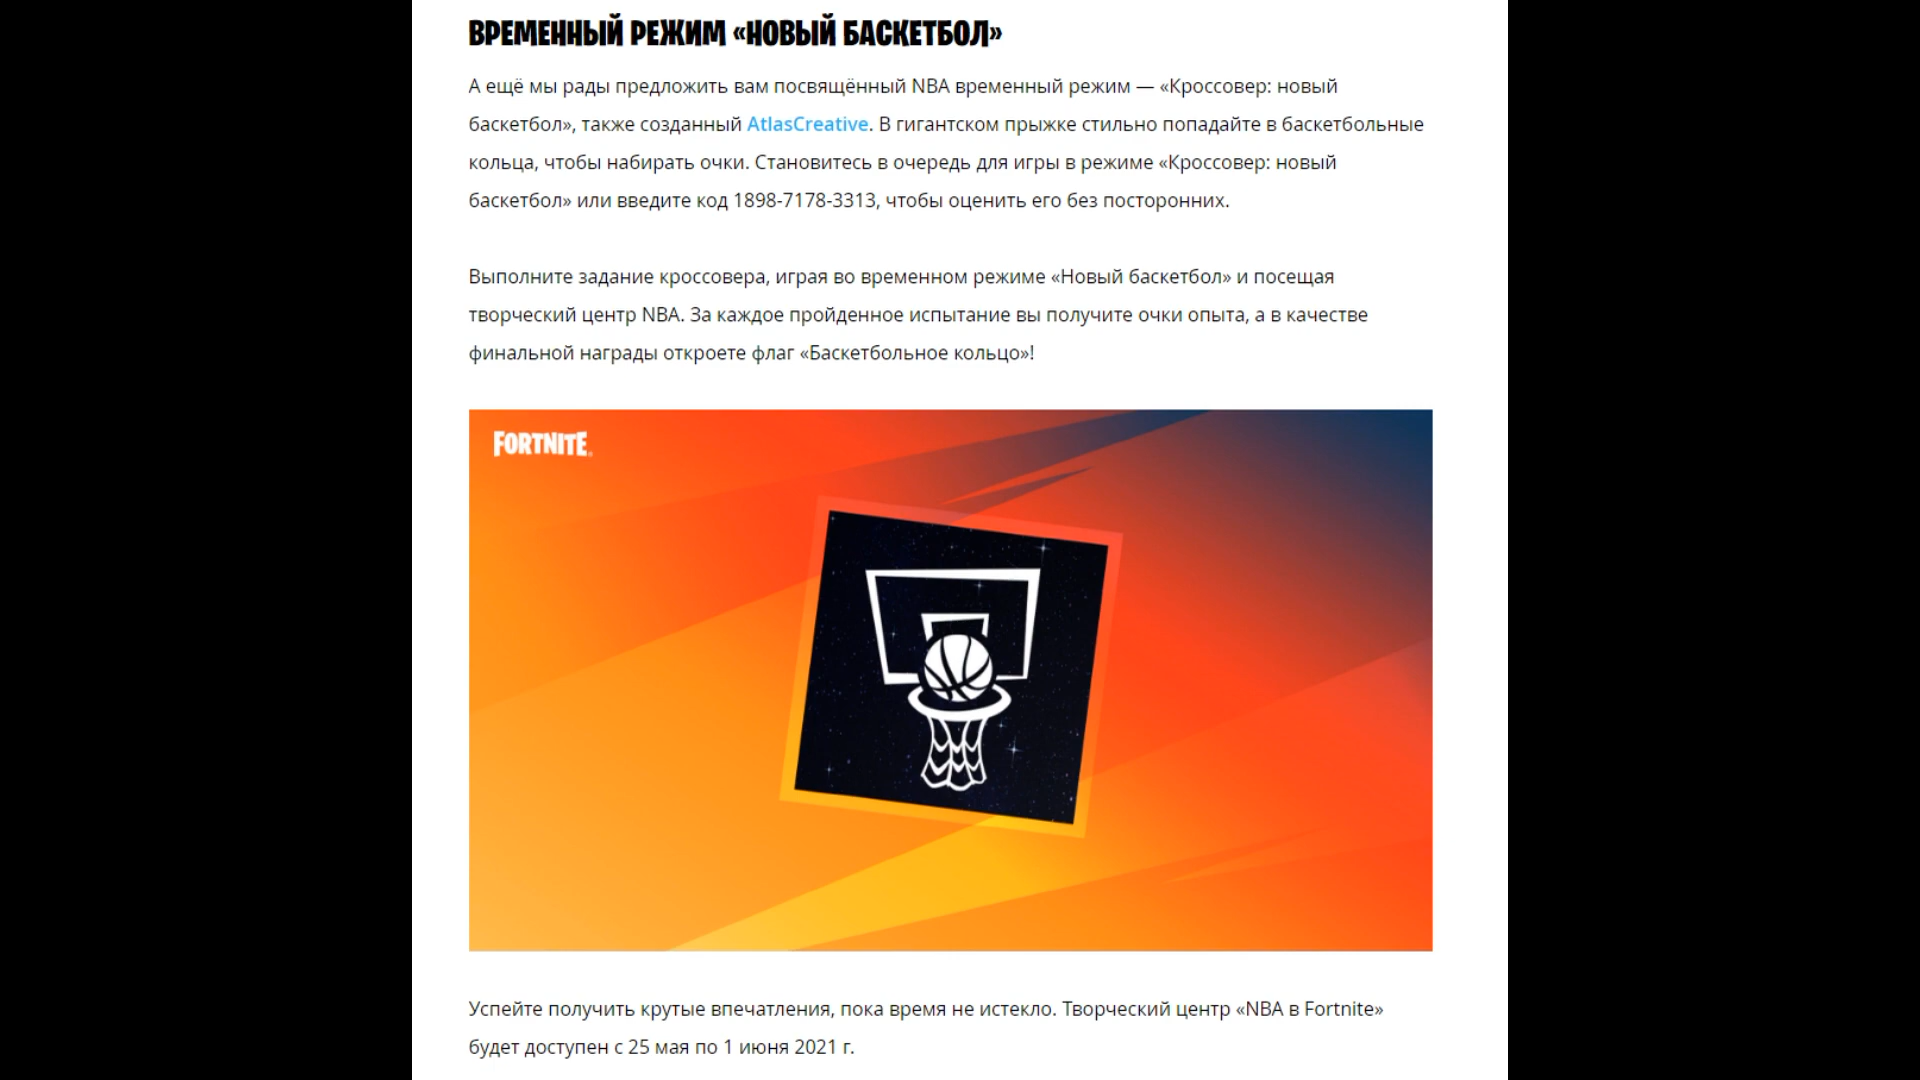 ВРЕМЕННЫЙ РЕЖИМ «НОВЫЙ БАСКЕТБОЛ»
А ещё мы рады предложить вам посвящённый NBA временный режим — «Кроссовер: новый
баскетбол», также созданный AtlasCreative. В гигантском прыжке стильно попадайте в баскетбольные
кольца, чтобы набирать очки. Становитесь в очередь для игры в режиме «Кроссовер: новый
баскетбол» или введите код 1898-7178-3313, чтобы оценить его без посторонних.
Выполните задание кроссовера, играя во временном режиме «Новый баскетбол» и посещая
творческий центр NBA. За каждое пройденное испытание вы получите очки опыта, а в качестве
финальной награды откроете флаг «Баскетбольное кольцо»!
FORTNITE
Успейте получить крутые впечатления, пока время не истекло. Творческий центр «NBA в Fortnite»
будет доступен с 25 мая по 1 июня 2021 г.